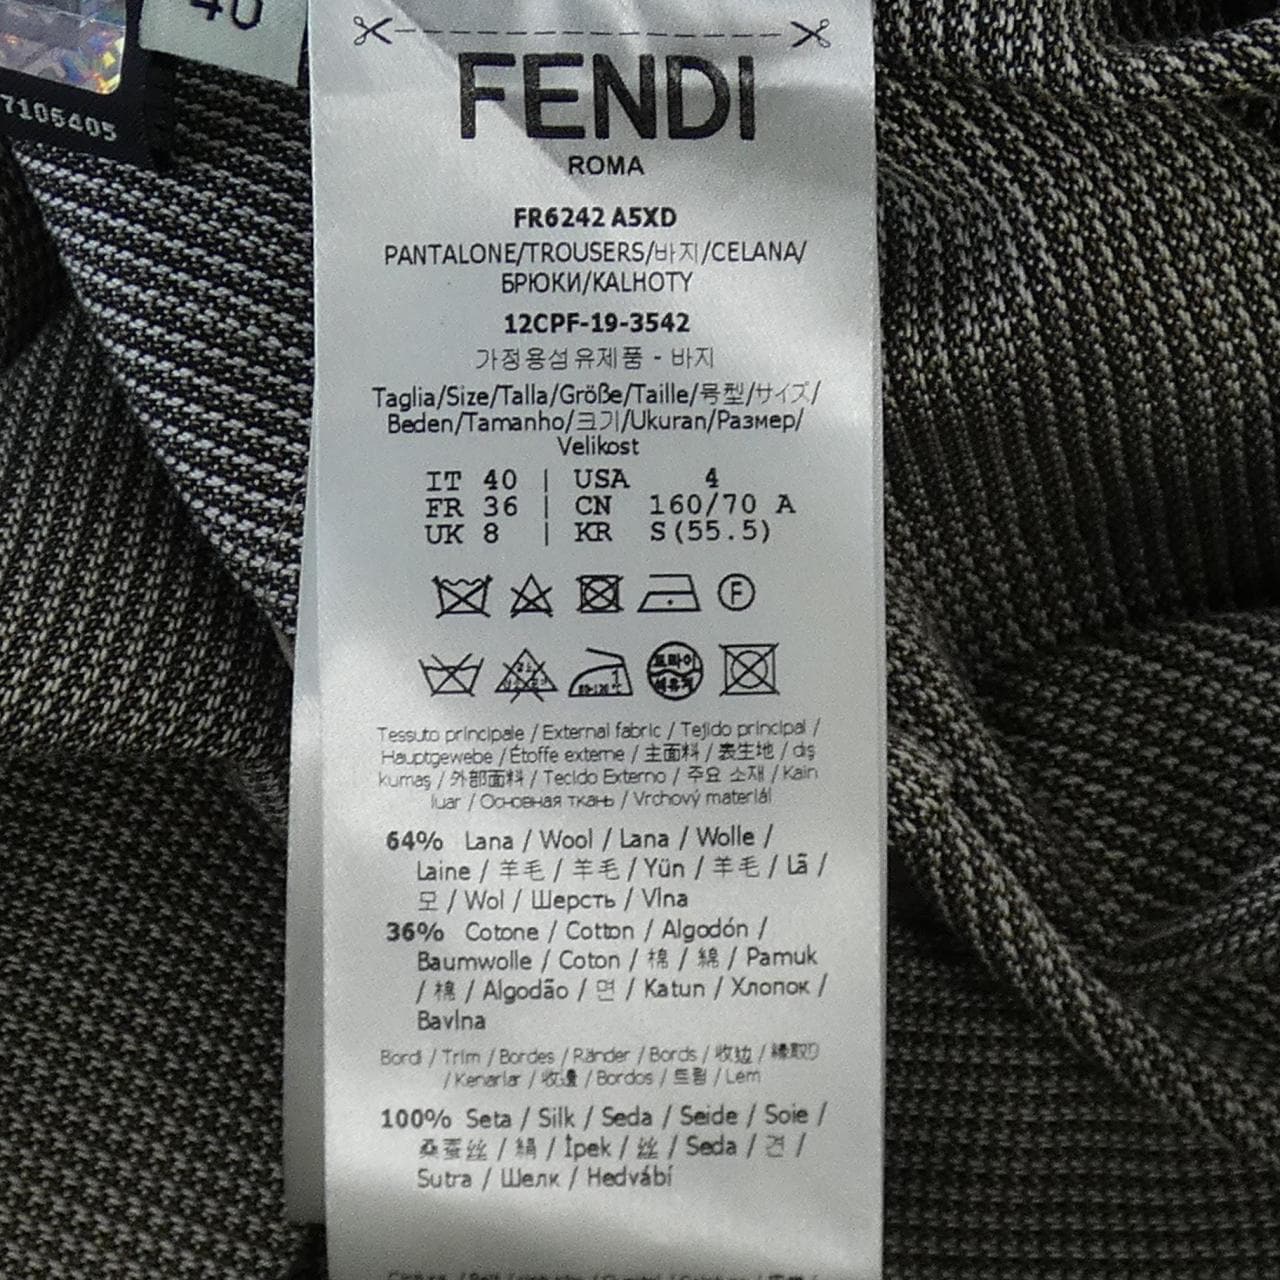 40
7106405
FENDI
ROMA
FR6242 A5XD
PANTALONE/TROUSERS/바지/CELANA/
БРЮКИ/KALHOTY
12CPF-19-3542
가정용섬유제품 - 바지
Taglia/Size/Talla/Größe/Taille/号型/サイズ/
Beden/Tamanho/크기/Ukuran/Размер/
Velikost
IT 40 | USA 4
FR 36 | CN 160/70 A
UK 8 | KR S(55.5)
F
드라이
석유계
Tessuto principale / External fabric / Tejido principal /
Hauptgewebe / Étoffe externe / 主面料 / 表生地 / dış
kumaş / 外部面料 / Tecido Externo / 주요 소재 / Kain
luar / Основная ткань / Vrchový materiál
64% Lana / Wool / Lana / Wolle /
Laine / 羊毛 / 羊毛 / Yün / 羊毛 / Lã /
모 / Wol / Шерсть / Vlna
36% Cotone / Cotton / Algodón /
Baumwolle / Coton / 棉 / 綿 / Pamuk
/ 棉 / Algodão / 면 / Katun / Хлопок /
Bavlna
Bordi / Trim / Bordes / Ränder / Bords / 收边 / 縁取り
/ Kenarlar / 收邊 / Bordos / 트림 / Lem
100% Seta / Silk / Seda / Seide / Soie /
桑蚕丝 / 絹 / İpek / 丝 / Seda / 견 /
Sutra / Шелк / Hedvábí